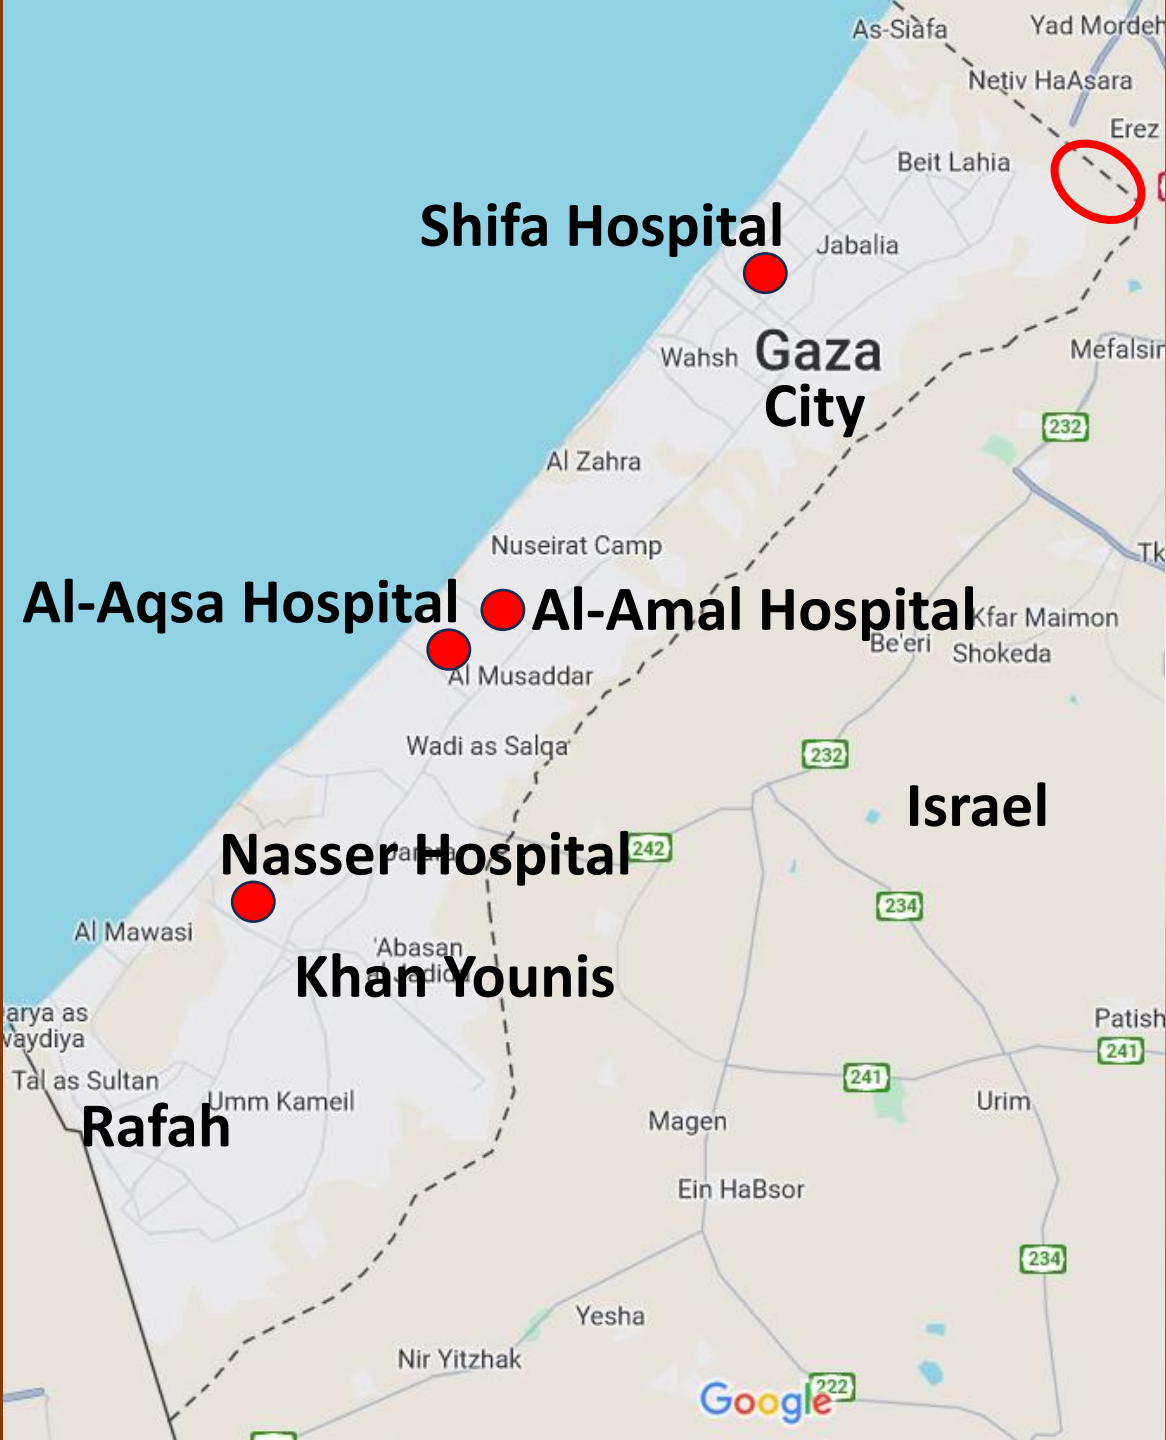 As-Siafa
Yad Mordeh
Netiv HaAsara
Erez
Beit Lahia
Shifa Hospital
Jabalia
Wahsh
Gaza
City
Mefalsir
232
Al Zahra
Nuseirat Camp
Tk
Al-Aqsa Hospital
Al-Amal Hospital
Kfar Maimon
Be'eri
Shokeda
Al Musaddar
Wadi as Salqa
232
Israel
Nasser Hospital
242
234
Al Mawasi
'Abasan
Khan Younis
arya as
waydiya
Patish
241
Tal as Sultan
241
Umm Kameil
Urim
Rafah
Magen
Ein HaBsor
234
Yesha
Nir Yitzhak
222
Google